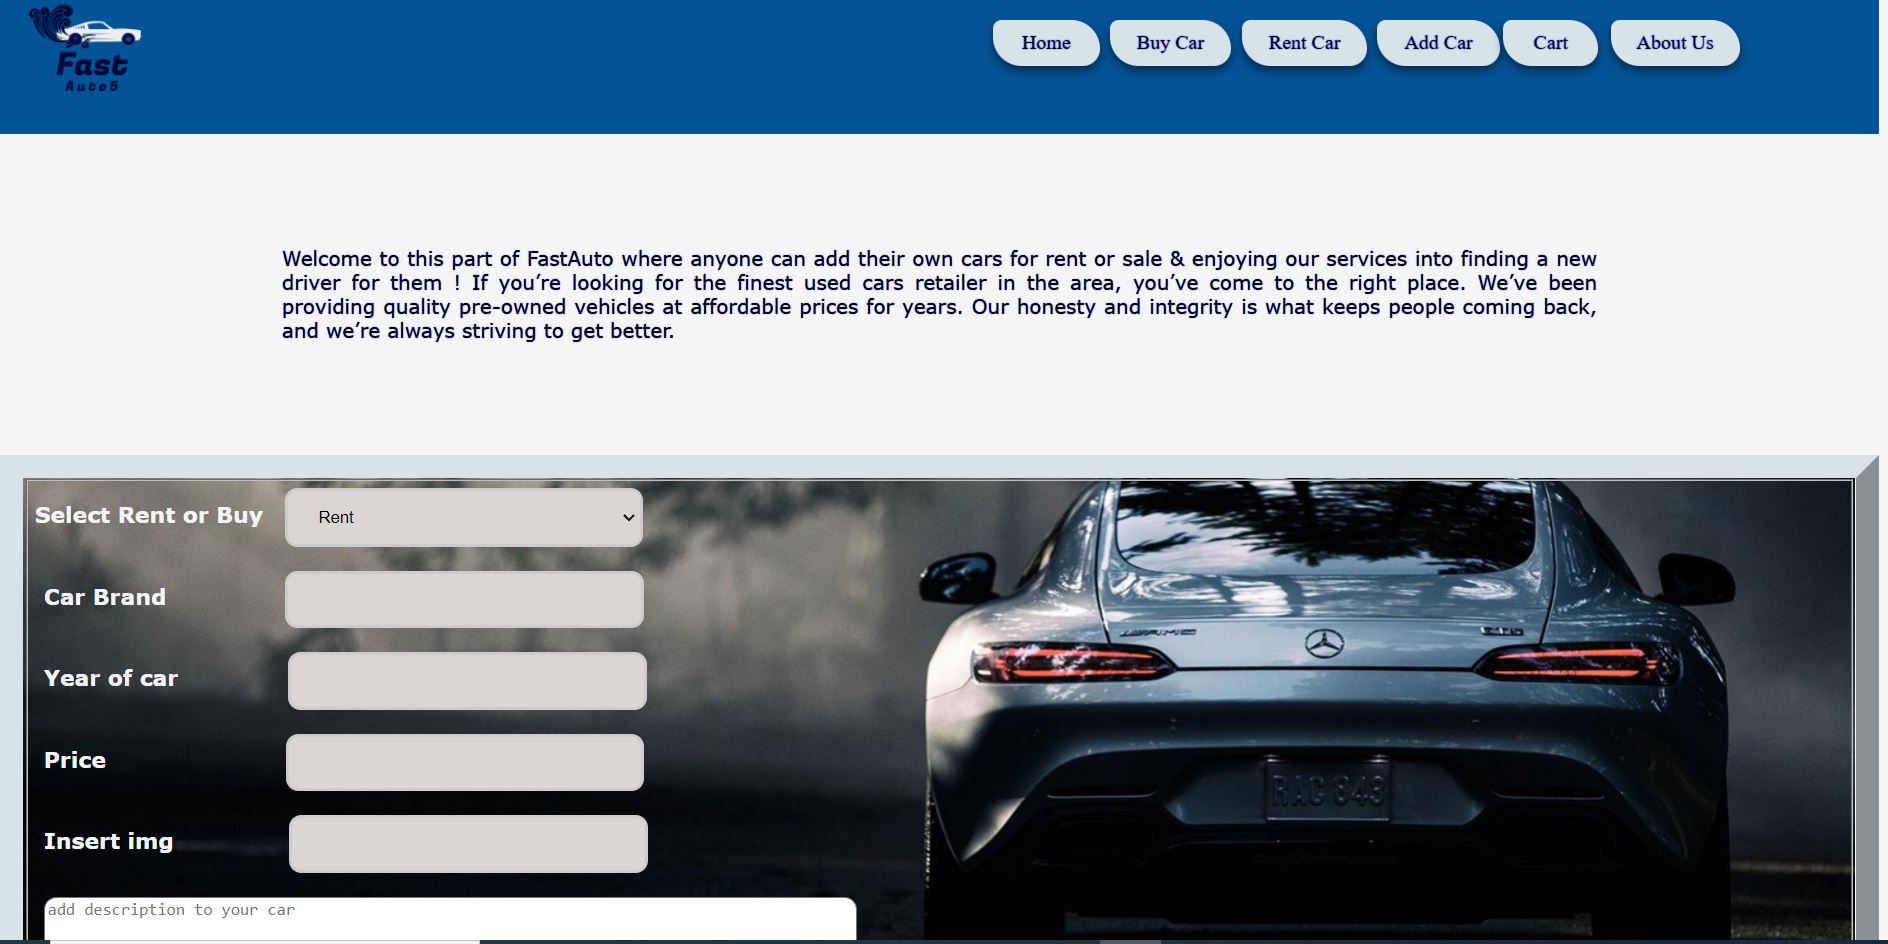 Fast
Auto5
Home
Buy Car
Rent Car
Add Car
Cart
About Us
Welcome to this part of FastAuto where anyone can add their own cars for rent or sale & enjoying our services into finding a new
driver for them ! If you’re looking for the finest used cars retailer in the area, you’ve come to the right place. We’ve been
providing quality pre-owned vehicles at affordable prices for years. Our honesty and integrity is what keeps people coming back,
and we’re always striving to get better.
Select Rent or Buy
Rent
Car Brand
Year of car
Price
Insert img
add description to your car
AMG
RAC 843